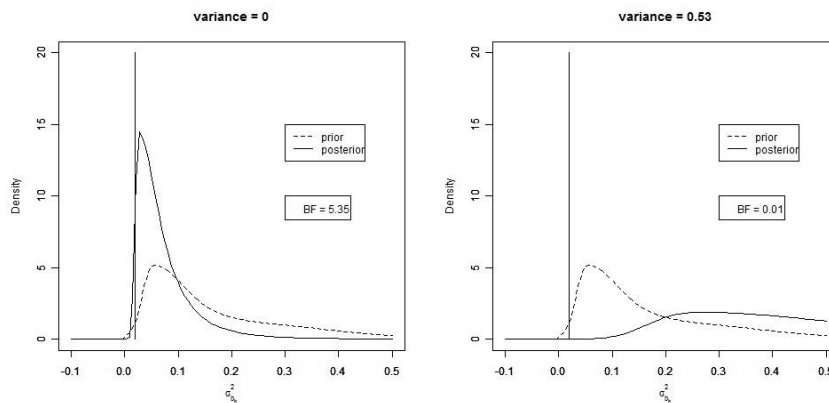 variance = 0
20
15
10
5
0
Density
prior
posterior
BF = 5.35
-0.1 0.0 0.1 0.2 0.3 0.4 0.5
variance = 0.53
20
15
10
5
0
Density
prior
posterior
BF = 0.01
-0.1 0.0 0.1 0.2 0.3 0.4 0.5